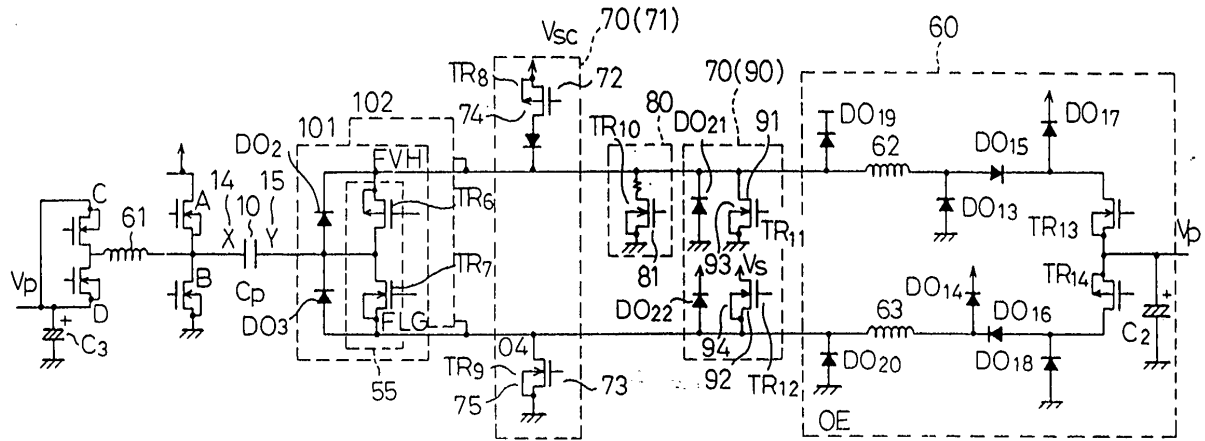 70(71)
60
Vsc
70(90)
TR8
72
102
80
DO21
91
DO19
DO17
101
74
TR10
62
DO2
DO15
FVH
14
15
C
A
10
TR6
DO13
61
X
Y
TR11
TR13
81
93
Vp
TR7
Vs
Vp
B
TR14
D
Cp
DO14
DO22
63
DO16
DO3
FLG
C3
04
94
C2
TR9
73
92
DO20
DO18
55
75
TR12
OE